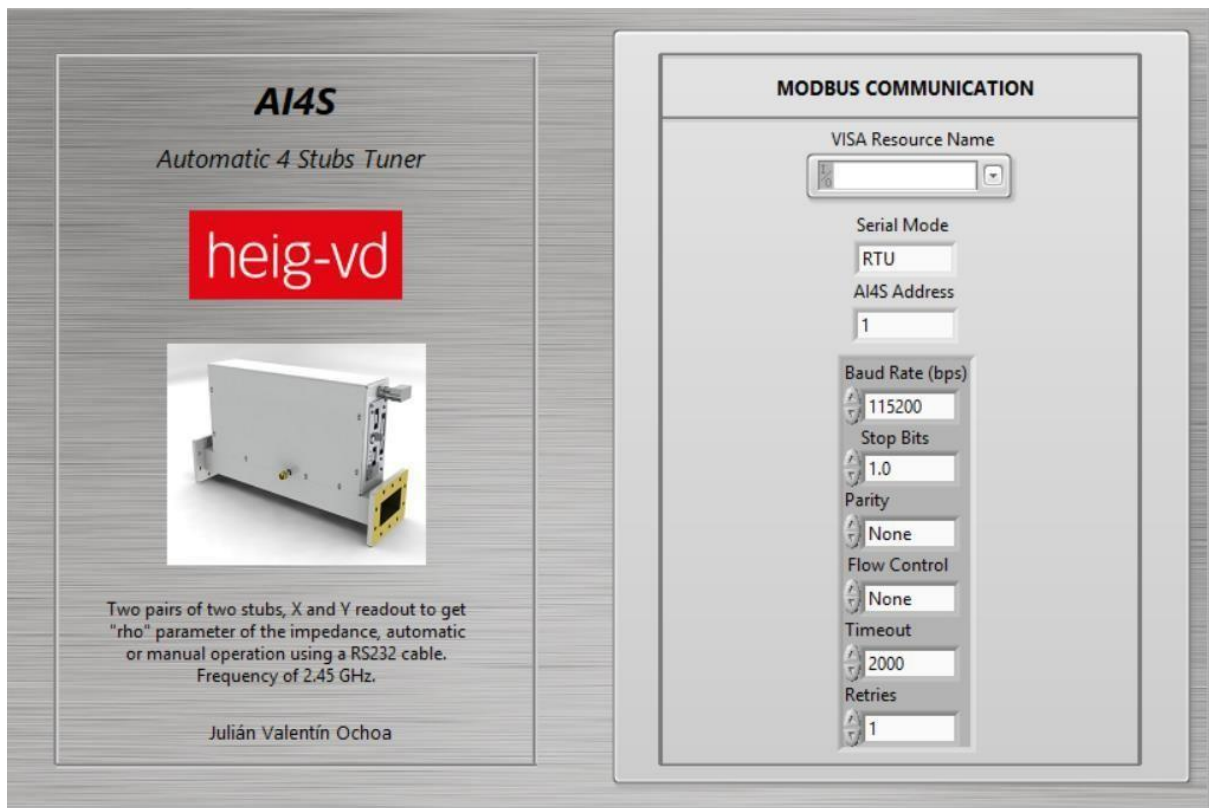 AI4S
Automatic 4 Stubs Tuner
heig-vd
Two pairs of two stubs, X and Y readout to get
"rho" parameter of the impedance, automatic
or manual operation using a RS232 cable.
Frequency of 2.45 GHz.
Julián Valentín Ochoa
MODBUS COMMUNICATION
VISA Resource Name
I/O
Serial Mode
RTU
AI4S Address
1
Baud Rate (bps)
115200
Stop Bits
1.0
Parity
None
Flow Control
None
Timeout
2000
Retries
1